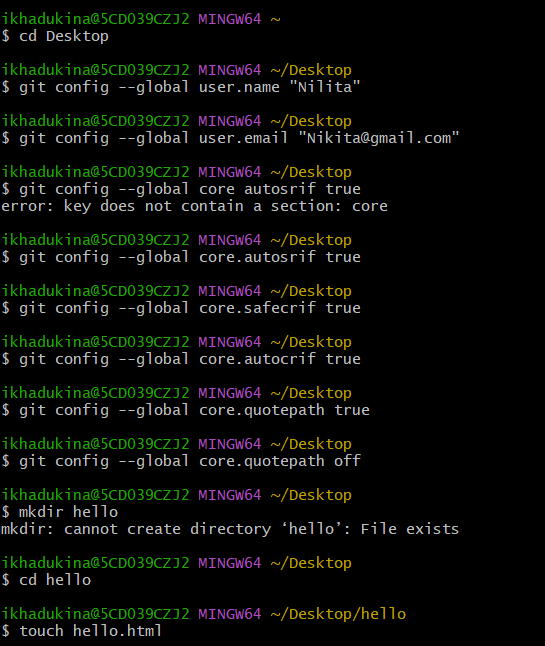 ikhadukina@5CD039CZJ2 MINGW64 ~
$ cd Desktop
ikhadukina@5CD039CZJ2 MINGW64 ~/Desktop
$ git config --global user.name "Nilita"
ikhadukina@5CD039CZJ2 MINGW64 ~/Desktop
$ git config --global user.email "Nikita@gmail.com"
ikhadukina@5CD039CZJ2 MINGW64 ~/Desktop
$ git config --global core autosrif true
error: key does not contain a section: core
ikhadukina@5CD039CZJ2 MINGW64 ~/Desktop
$ git config --global core.autosrif true
ikhadukina@5CD039CZJ2 MINGW64 ~/Desktop
$ git config --global core.safecrif true
ikhadukina@5CD039CZJ2 MINGW64 ~/Desktop
$ git config --global core.autocrif true
ikhadukina@5CD039CZJ2 MINGW64 ~/Desktop
$ git config --global core.quotepath true
ikhadukina@5CD039CZJ2 MINGW64 ~/Desktop
$ git config --global core.quotepath off
ikhadukina@5CD039CZJ2 MINGW64 ~/Desktop
$ mkdir hello
mkdir: cannot create directory ‘hello’: File exists
ikhadukina@5CD039CZJ2 MINGW64 ~/Desktop
$ cd hello
ikhadukina@5CD039CZJ2 MINGW64 ~/Desktop/hello
$ touch hello.html